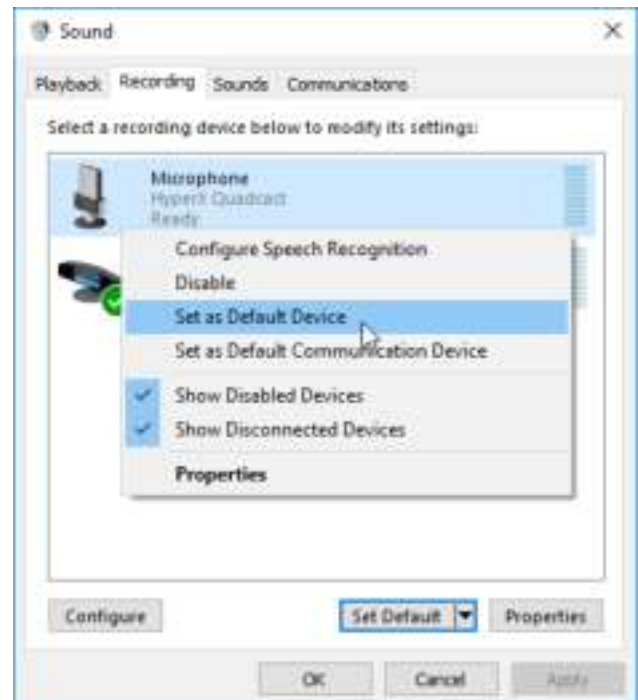 Sound
Playback Recording Sounds Communications
Select a recording device below to modify its settings:
Microphone
HyperX Quadcast
Ready
Configure Speech Recognition
Disable
Set as Default Device
Set as Default Communication Device
Show Disabled Devices
Show Disconnected Devices
Properties
Configure Set Default Properties
OK Cancel Apply